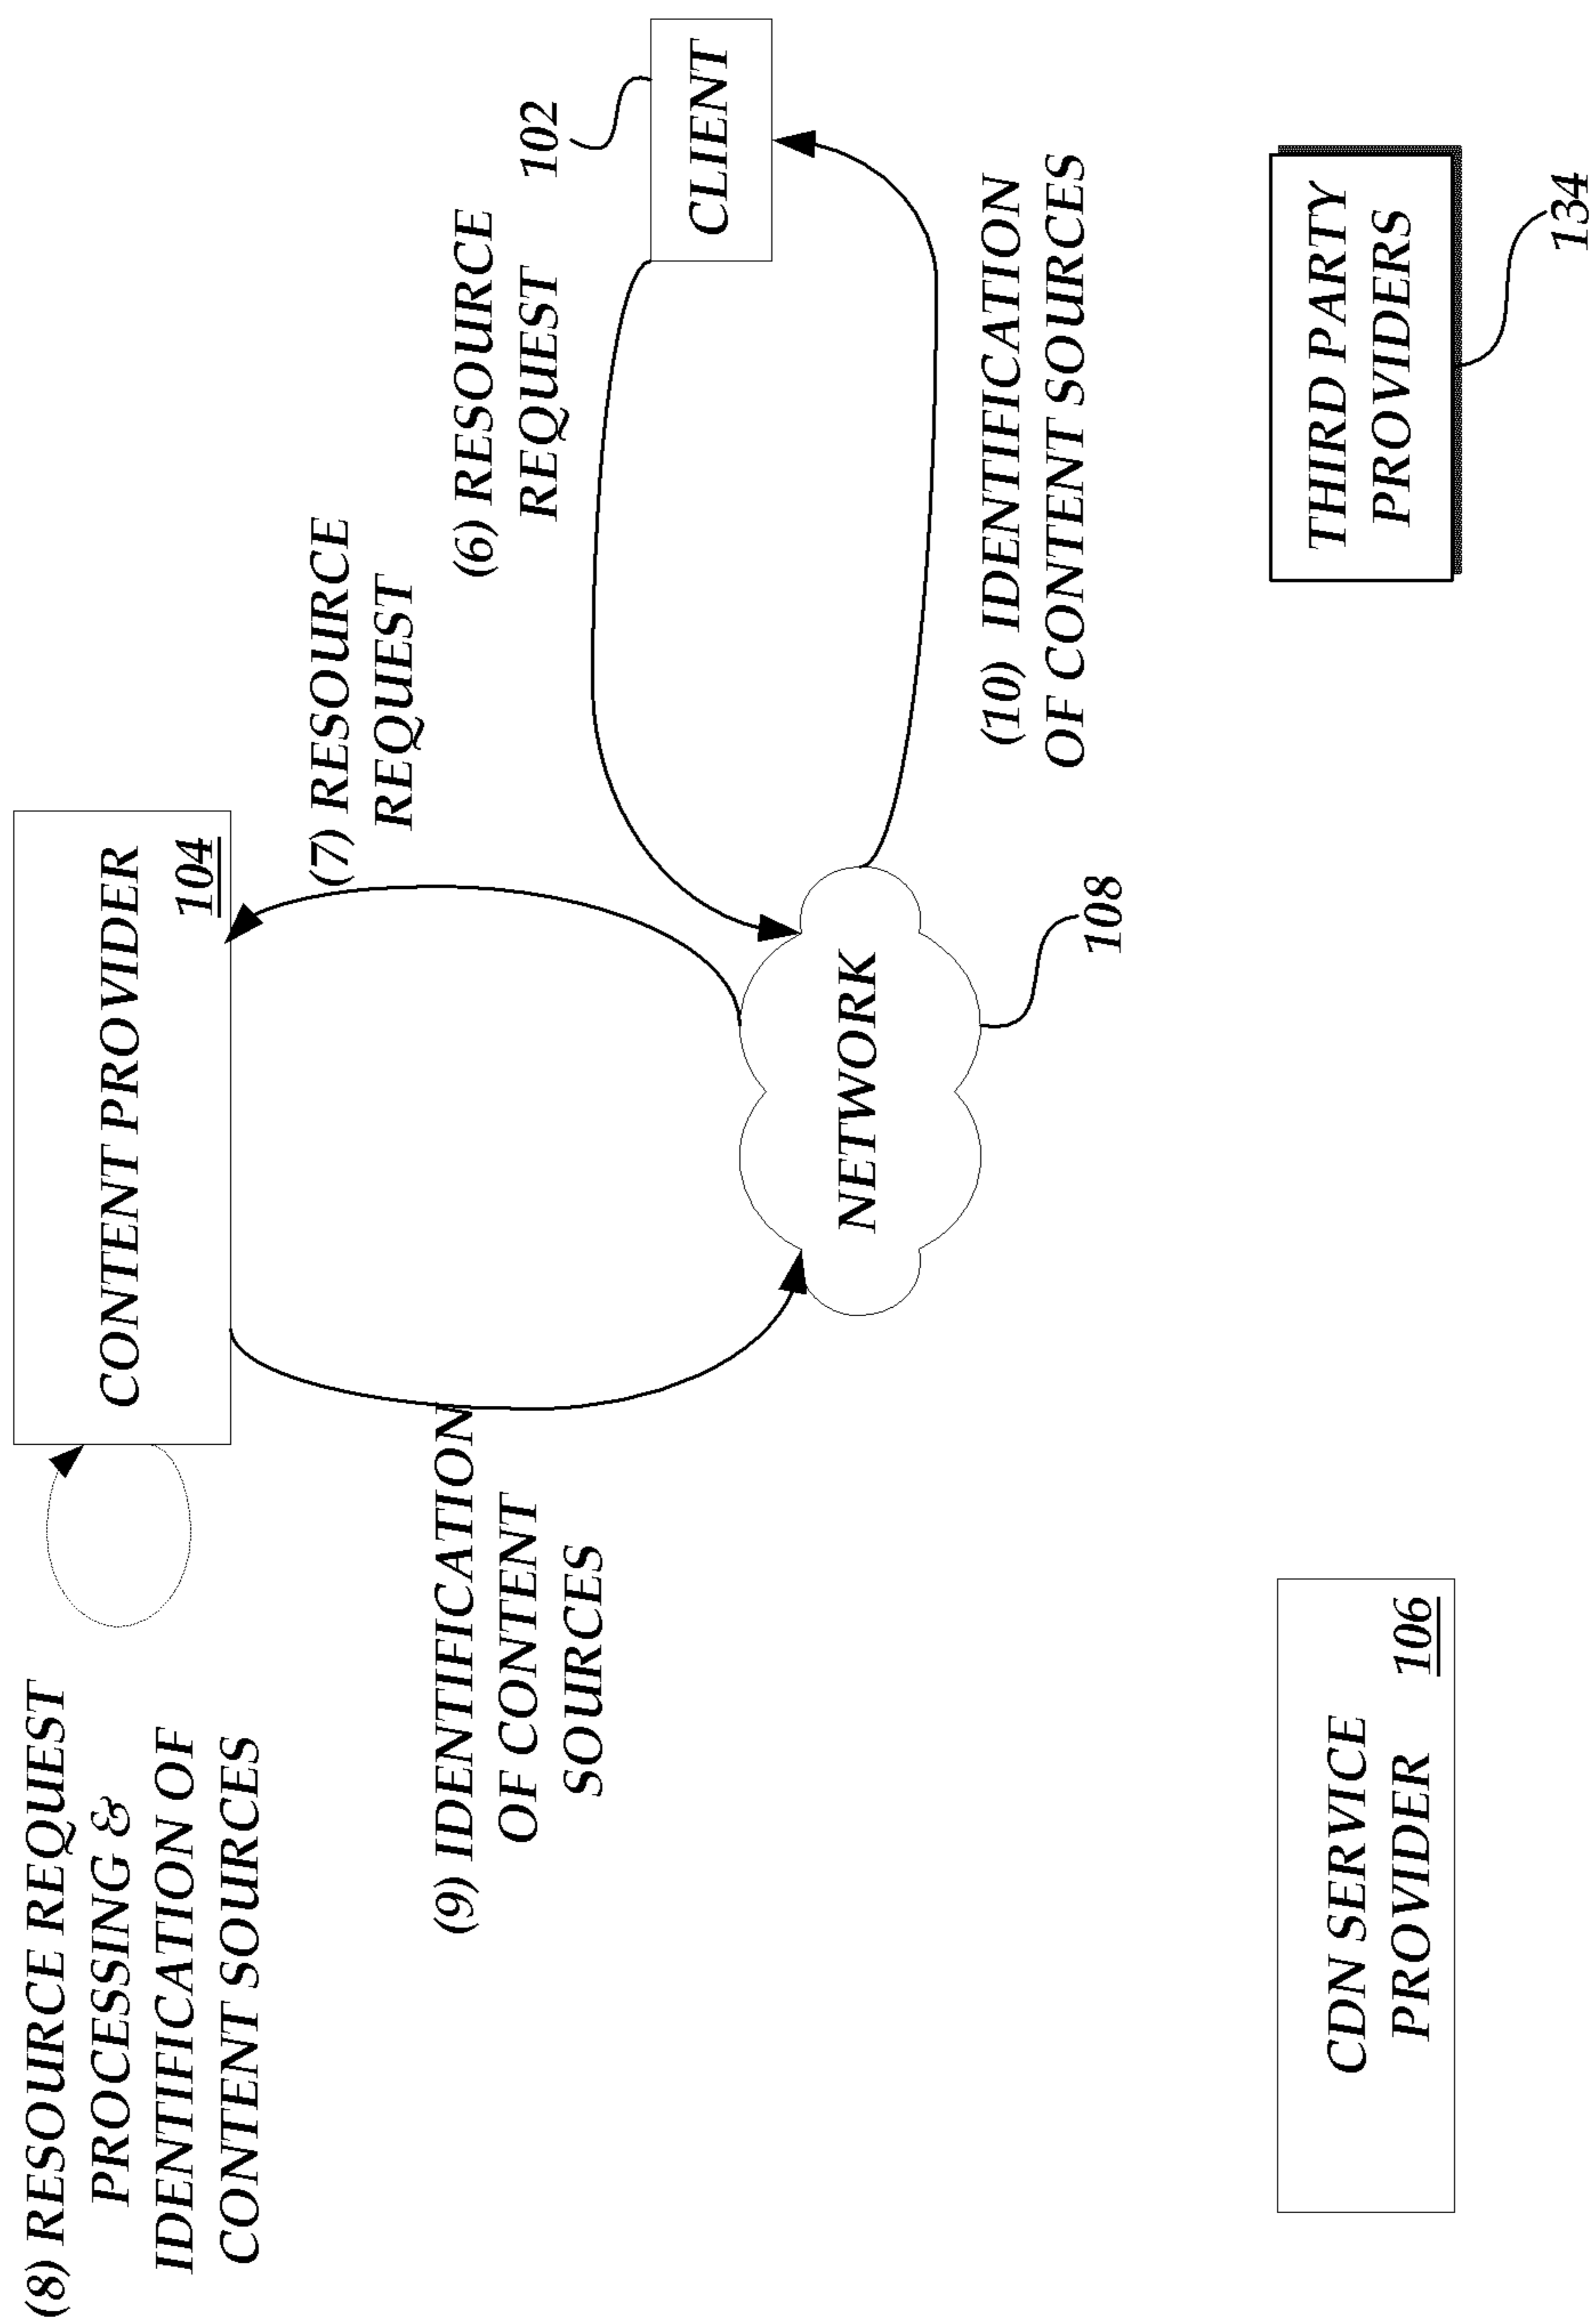 (8) RESOURCE REQUEST
PROCESSING &
IDENTIFICATION OF
CONTENT SOURCES
CONTENT PROVIDER
104
(7) RESOURCE
REQUEST
(9) IDENTIFICATION
OF CONTENT
SOURCES
(6) RESOURCE
REQUEST
102
CLIENT
NETWORK
108
(10) IDENTIFICATION
OF CONTENT SOURCES
CDN SERVICE
PROVIDER
106
THIRD PARTY
PROVIDERS
134